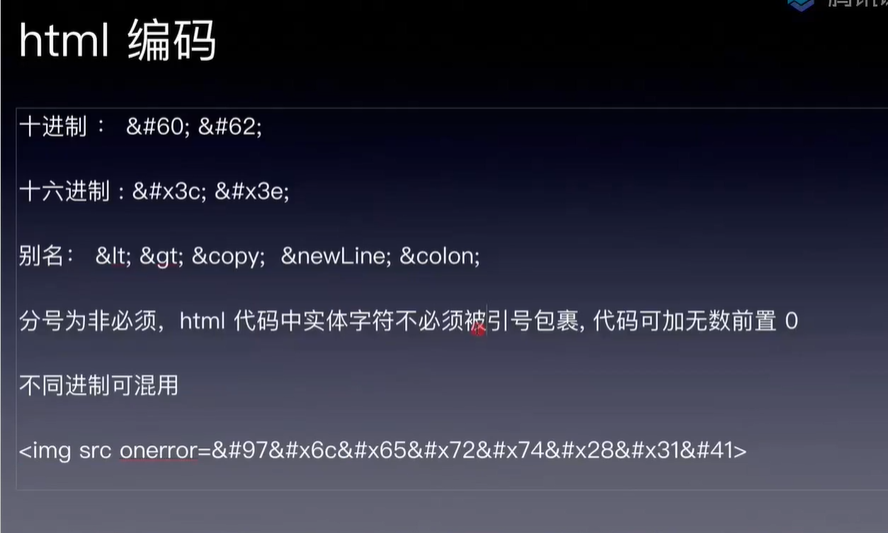 腾讯
html 编码
十进制： &#60; &#62;
十六进制 : &#x3c; &#x3e;
别名： &lt; &gt; &copy; &newLine; &colon;
分号为非必须，html 代码中实体字符不必须被引号包裹, 代码可加无数前置 0
不同进制可混用
<img src onerror=&#97&#x6c&#x65&#x72&#x74&#x28&#x31&#41>